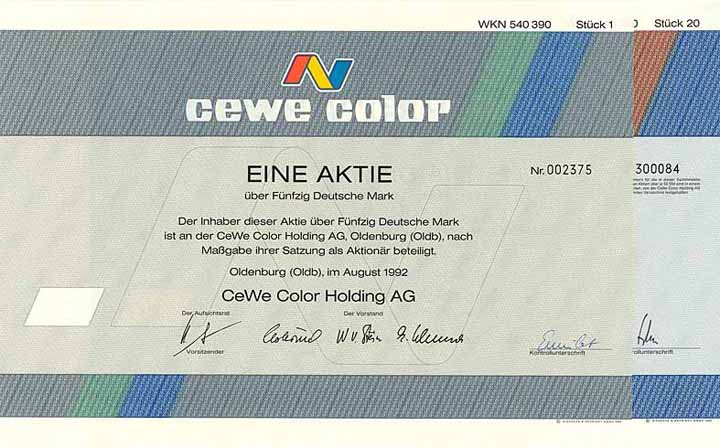 WKN 540 390 Stück 1
0 Stück 20
cewe color
EINE AKTIE
über Fünfzig Deutsche Mark
Nr. 002375
300084
Der Inhaber dieser Aktie über Fünfzig Deutsche Mark
ist an der CeWe Color Holding AG, Oldenburg (Oldb), nach
Maßgabe ihrer Satzung als Aktionär beteiligt.
Oldenburg (Oldb), im August 1992
CeWe Color Holding AG
Der Aufsichtsrat Der Vorstand
Vorsitzender
Kontrollunterschrift
rollunterschrift